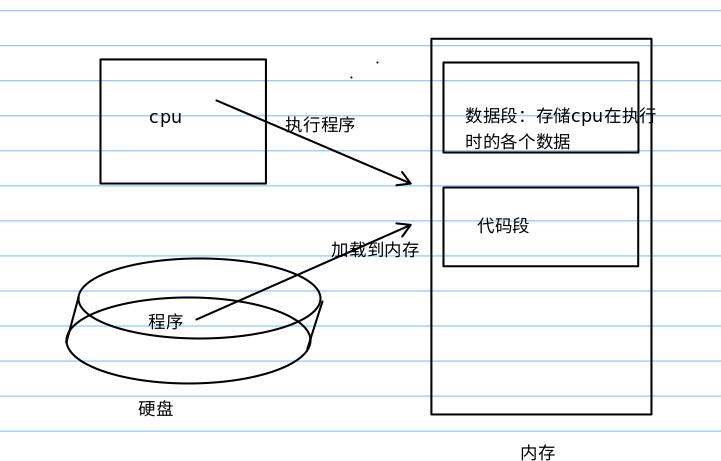 cpu
执行程序
数据段：存储cpu在执行
时的各个数据
代码段
加载到内存
程序
硬盘
内存